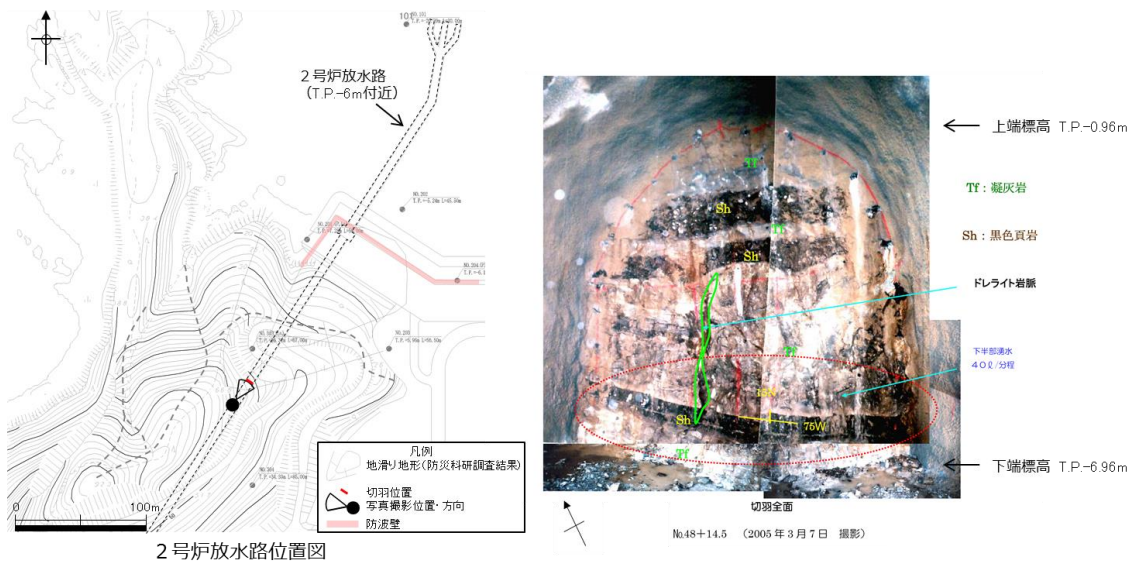 101
2号炉放水路
(T.P.-6m付近)
NO.202
凡例
地滑り地形(防災科研調査結果)
切羽位置
写真撮影位置・方向
防波壁
0
100m
2号炉放水路位置図
上端標高 T.P.-0.96m
Tf:凝灰岩
Sh:黒色頁岩
ドレライト岩脈
下半部湧水
40ℓ/分程
下端標高 T.P.-6.96m
Tf
Sh
Tf
Sh
Tf
15N
75W
Sh
Tf
切羽全面
No.48+14.5 (2005年3月7日 撮影)